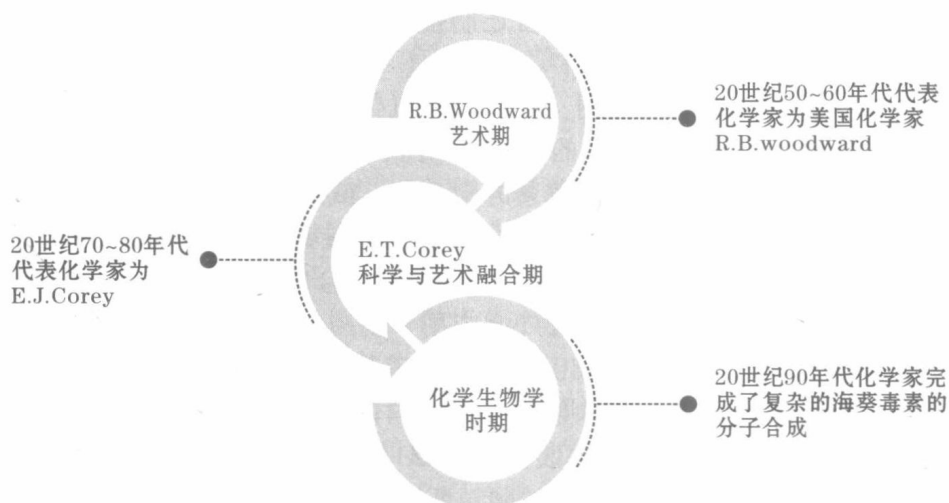 R.B.Woodward
艺术期
20世纪50~60年代代表
化学家为美国化学家
R.B.woodward
20世纪70~80年代
代表化学家为
E.J.Corey
E.T.Corey
科学与艺术融合期
化学生物学
时期
20世纪90年代化学家完
成了复杂的海葵毒素的
分子合成